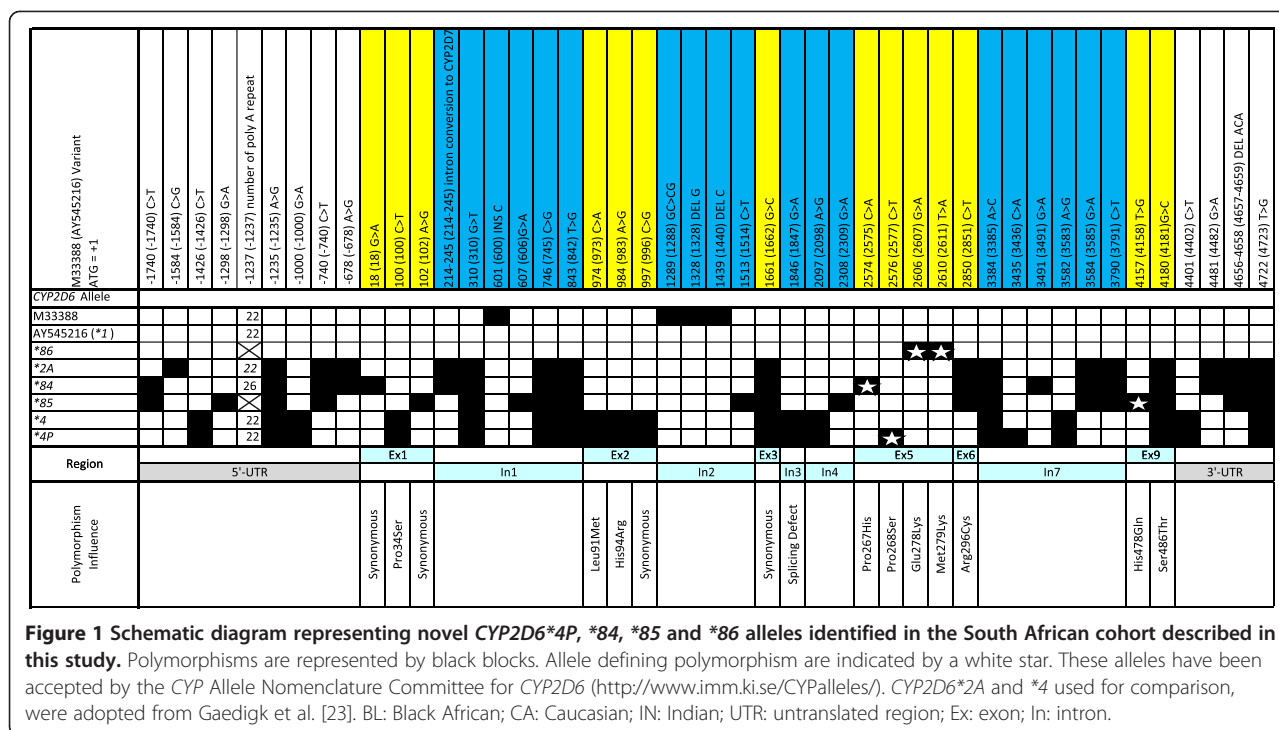 M33388 (AY545216) Variant
ATG = +1
-1740 (-1740) C>T
-1584 (-1584) C>G
-1426 (-1426) C>T
-1298 (-1298) G>A
-1237 (-1237) number of poly A repeat
-1235 (-1235) A>G
-1000 (-1000) G>A
-740 (-740) C>T
-678 (-678) A>G
18 (18) G>A
100 (100) C>T
102 (102) A>G
214-245 (214-245) intron conversion to CYP2D7
310 (310) G>T
601 (600) INS C
607 (606)G>A
746 (745) C>G
843 (842) T>G
974 (973) C>A
984 (983) A>G
997 (996) C>G
1289 (1288) GC>CG
1328 (1328) DEL G
1439 (1440) DEL C
1513 (1514) C>T
1661 (1662) G>C
1846 (1847) G>A
2097 (2098) A>G
2308 (2309) G>A
2574 (2575) C>A
2576 (2577) C>T
2606 (2607) G>A
2610 (2611) T>A
2850 (2851) C>T
3384 (3385) A>C
3435 (3436) C>A
3491 (3491) G>A
3582 (3583) A>G
3584 (3585) G>A
3790 (3791) C>T
4157 (4158) T>G
4180 (4181)G>C
4401 (4402) C>T
4481 (4482) G>A
4656-4658 (4657-4659) DEL ACA
4722 (4723) T>G
CYP2D6 Allele
M33388 22
AY545216 (*1) 22
*86
*2A 22
*84 26
*85
*4 22
*4P 22
Region
Ex1 Ex2 Ex3 Ex5 Ex6 Ex9
5'-UTR In1 In2 In3 In4 In7 3'-UTR
Polymorphism
Influence
Synonymous
Pro34Ser
Synonymous
Leu91Met
His94Arg
Synonymous
Synonymous
Splicing Defect
Pro267His
Pro268Ser
Glu278Lys
Met279Lys
Arg296Cys
His478Gln
Ser486Thr
Figure 1 Schematic diagram representing novel CYP2D6*4P, *84, *85 and *86 alleles identified in the South African cohort described in
this study. Polymorphisms are represented by black blocks. Allele defining polymorphism are indicated by a white star. These alleles have been
accepted by the CYP Allele Nomenclature Committee for CYP2D6 (http://www.imm.ki.se/CYPalleles/). CYP2D6*2A and *4 used for comparison,
were adopted from Gaedigk et al. [23]. BL: Black African; CA: Caucasian; IN: Indian; UTR: untranslated region; Ex: exon; In: intron.